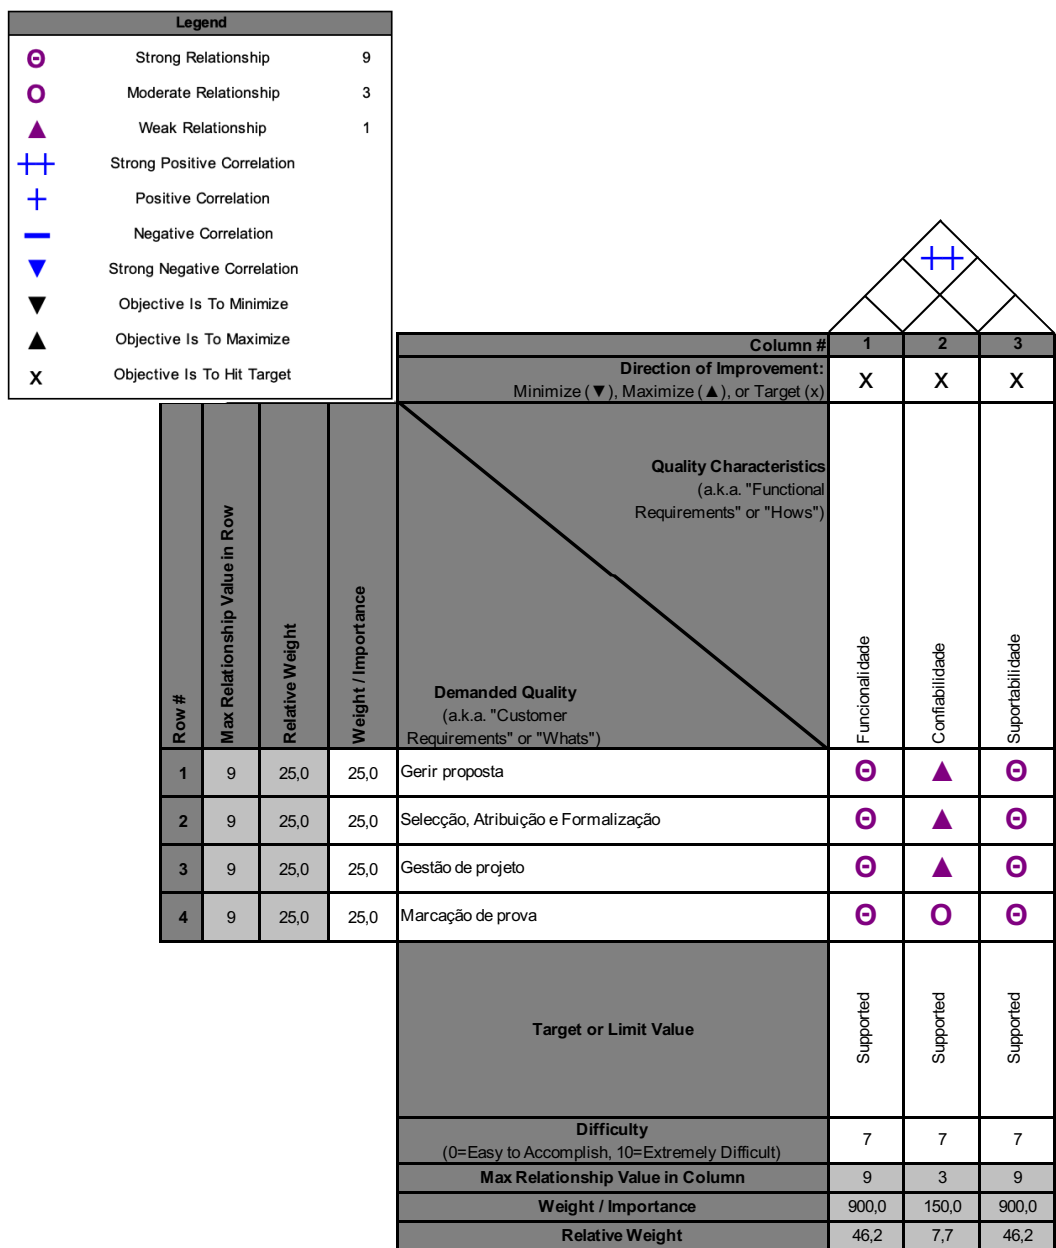 Legend
Θ Strong Relationship 9
Ο Moderate Relationship 3
▲ Weak Relationship 1
┼┼ Strong Positive Correlation
┼ Positive Correlation
▬ Negative Correlation
▼ Strong Negative Correlation
▼ Objective Is To Minimize
▲ Objective Is To Maximize
x Objective Is To Hit Target
┼┼
Column # 1 2 3
Direction of Improvement:
Minimize (▼), Maximize (▲), or Target (x)
x x x
Quality Characteristics
(a.k.a. "Functional
Requirements" or "Hows")
Row #
Max Relationship Value in Row
Relative Weight
Weight / Importance
Demanded Quality
(a.k.a. "Customer
Requirements" or "Whats")
Funcionalidade
Confiabilidade
Suportabilidade
1 9 25,0 25,0 Gerir proposta Θ ▲ Θ
2 9 25,0 25,0 Selecção, Atribuição e Formalização Θ ▲ Θ
3 9 25,0 25,0 Gestão de projeto Θ ▲ Θ
4 9 25,0 25,0 Marcação de prova Θ Ο Θ
Target or Limit Value
Supported
Supported
Supported
Difficulty
(0=Easy to Accomplish, 10=Extremely Difficult)
7 7 7
Max Relationship Value in Column 9 3 9
Weight / Importance 900,0 150,0 900,0
Relative Weight 46,2 7,7 46,2